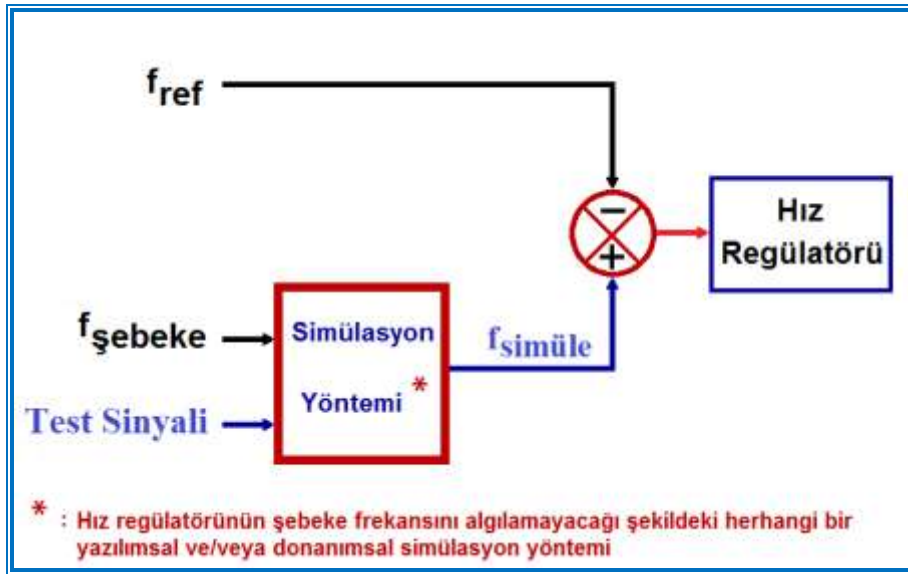 fref
−
+
Hız
Regülatörü
fşebeke
Simülasyon
Yöntemi *
fsimüle
Test Sinyali
* : Hız regülatörünün şebeke frekansını algılamayacağı şekildeki herhangi bir
yazılımsal ve/veya donanımsal simülasyon yöntemi